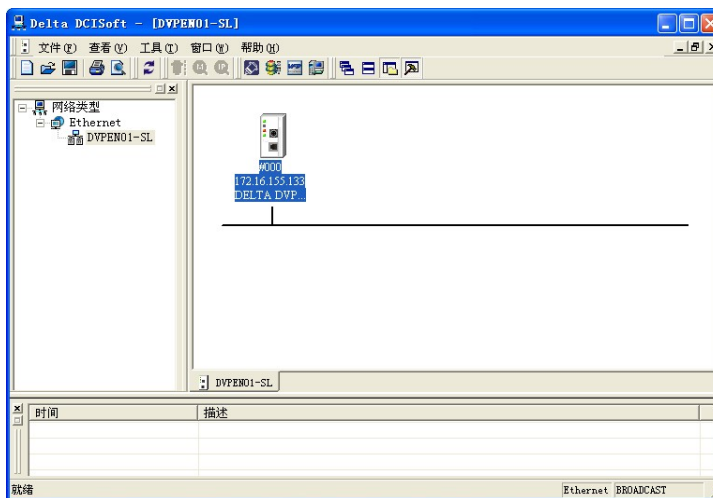 Delta DCISoft - [DVPEN01-SL]
文件(F) 查看(V) 工具(T) 窗口(W) 帮助(H)
网络类型
Ethernet
DVPEN01-SL
#000
172.16.155.133
DELTA DVP...
DVPEN01-SL
时间 描述
就绪 Ethernet BROADCAST